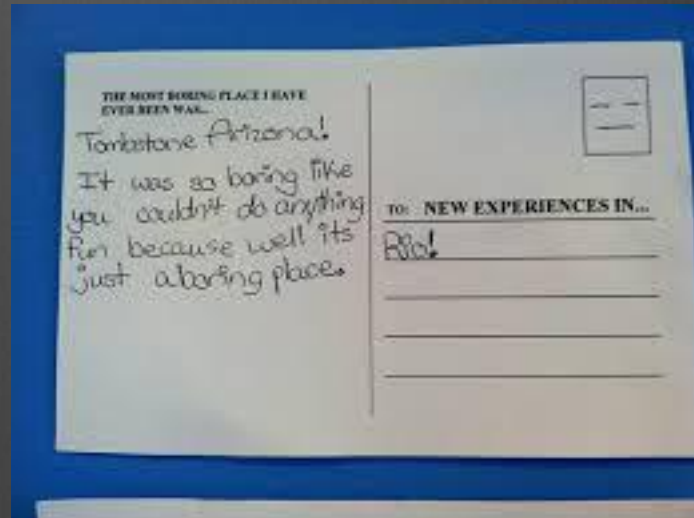 THE MOST BORING PLACE I HAVE
EVER BEEN WAS...
Tombstone Arizona!
It was so boring like
you couldn't do anything
fun because well its
just a boring place.
TO: NEW EXPERIENCES IN...
Rio!